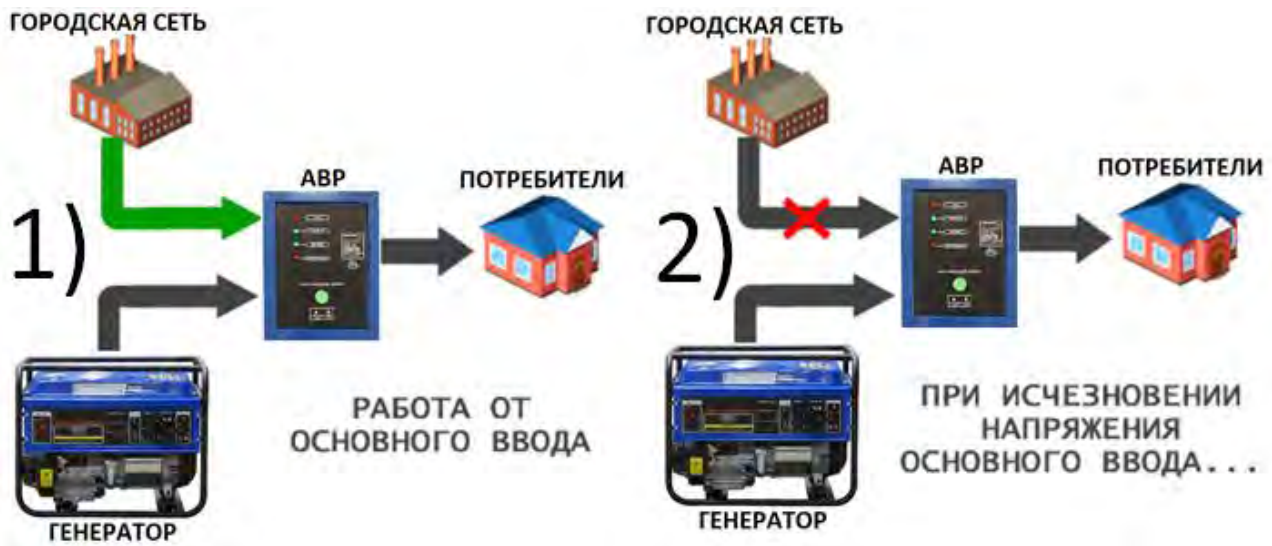 ГОРОДСКАЯ СЕТЬ
АВР
ПОТРЕБИТЕЛИ
1)
РАБОТА ОТ
ОСНОВНОГО ВВОДА
ГЕНЕРАТОР
ГОРОДСКАЯ СЕТЬ
АВР
ПОТРЕБИТЕЛИ
2)
ПРИ ИСЧЕЗНОВЕНИИ
НАПРЯЖЕНИЯ
ОСНОВНОГО ВВОДА...
ГЕНЕРАТОР